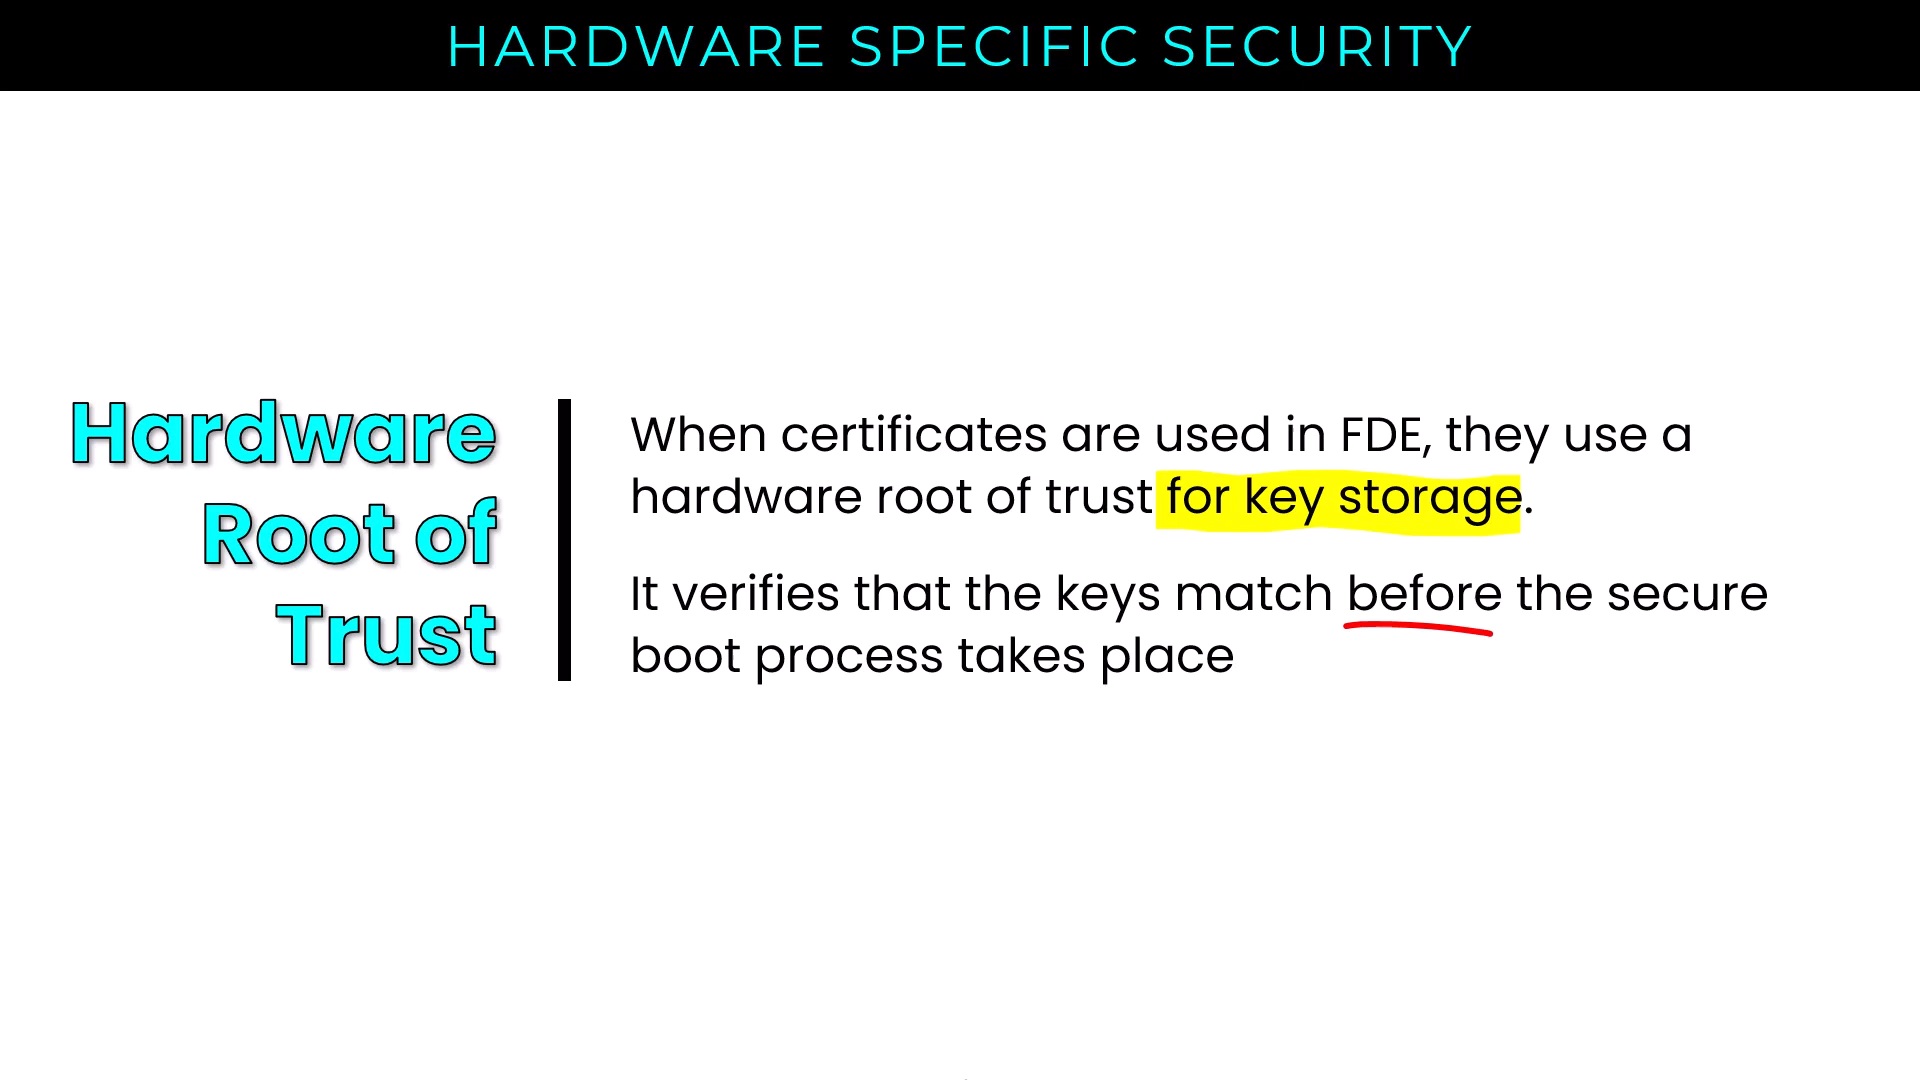 HARDWARE SPECIFIC SECURITY
Hardware
Root of
Trust
When certificates are used in FDE, they use a
hardware root of trust for key storage.
It verifies that the keys match before the secure
boot process takes place